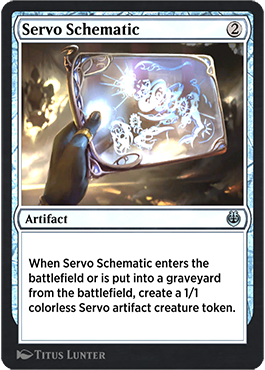 Servo Schematic 2
Artifact
When Servo Schematic enters the
battlefield or is put into a graveyard
from the battlefield, create a 1/1
colorless Servo artifact creature token.
Titus Lunter